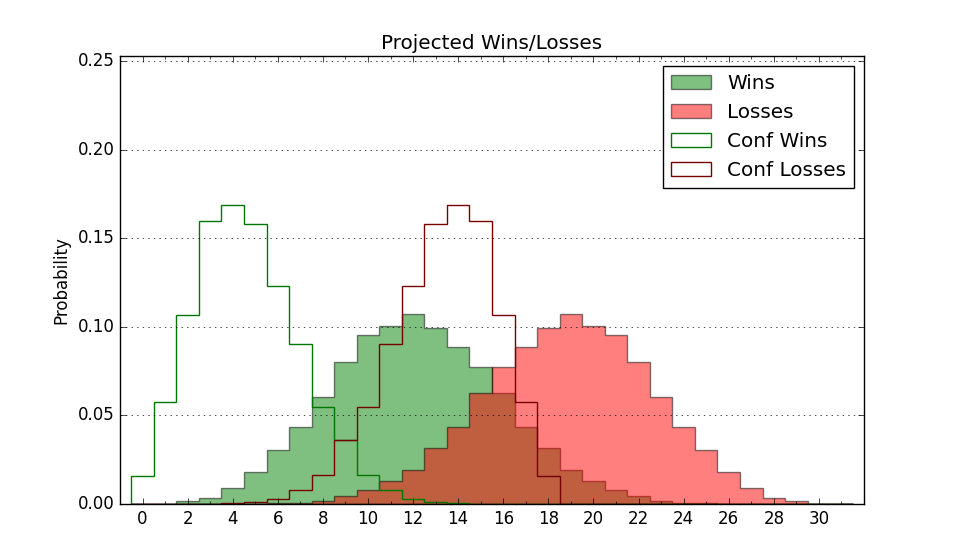 Projected Wins/Losses
0.25
0.20
0.15
0.10
0.05
0.00
Probability
Wins
Losses
Conf Wins
Conf Losses
0 2 4 6 8 10 12 14 16 18 20 22 24 26 28 30